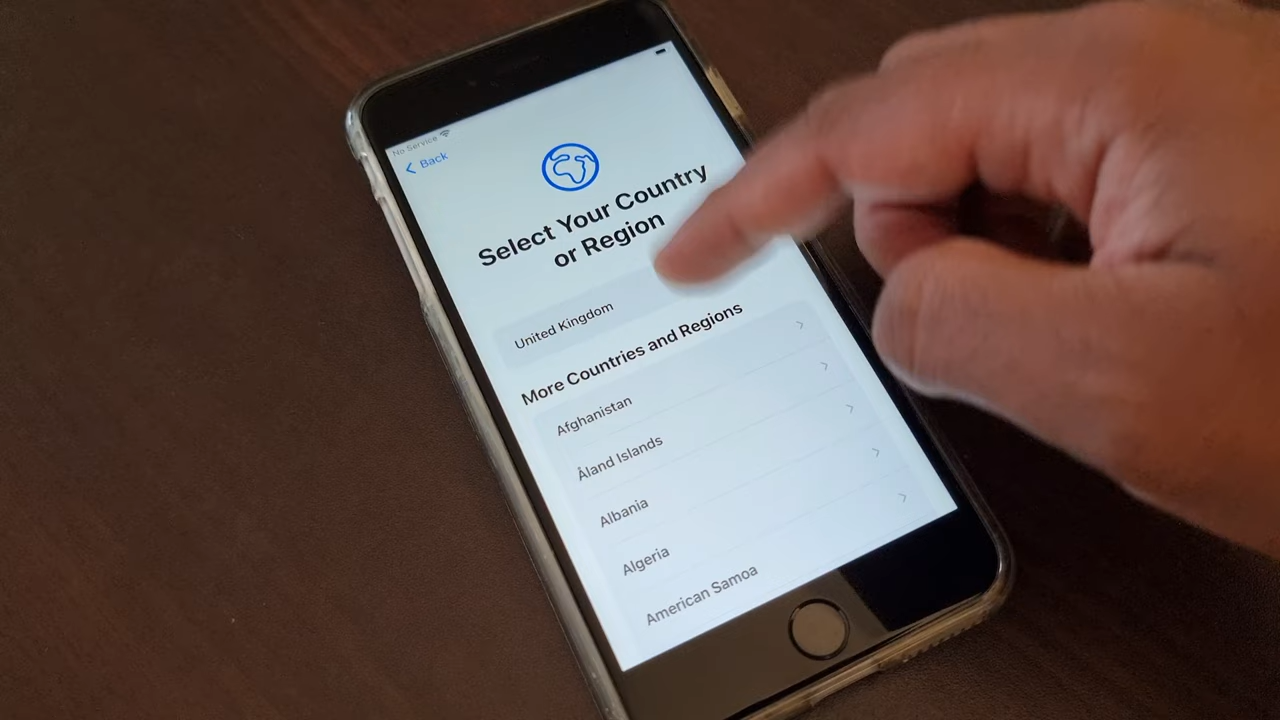 No Service
Back
Select Your Country
or Region
United Kingdom
More Countries and Regions
Afghanistan
Åland Islands
Albania
Algeria
American Samoa